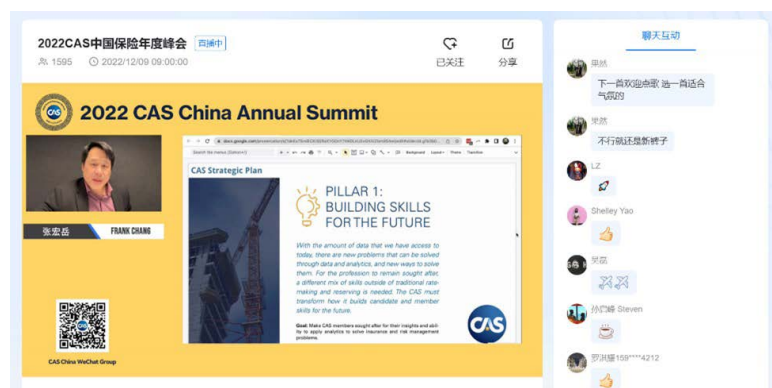 2022CAS中国保险年度峰会 直播中
1595 2022/12/09 09:00:00
已关注
分享
2022 CAS China Annual Summit
CAS
张宏岳
FRANK CHANG
CAS China WeChat Group
CAS Strategic Plan
PILLAR 1:
BUILDING SKILLS
FOR THE FUTURE
With the amount of data that we have access to
today, there are new problems that can be solved
through data and analytics, and new ways to solve
them. For the profession to remain sought after,
a different mix of skills outside of traditional rate-
making and reserving is needed. The CAS must
transform how it builds candidate and member
skills for the future.
Goal: Make CAS members sought after for their insights and abil-
ity to apply analytics to solve insurance and risk management
problems.
CAS
聊天互动
果然
下一首欢迎点歌 选一首适合
气氛的
果然
不行就还是新裤子
LZ
Shelley Yao
Steven
159****4212